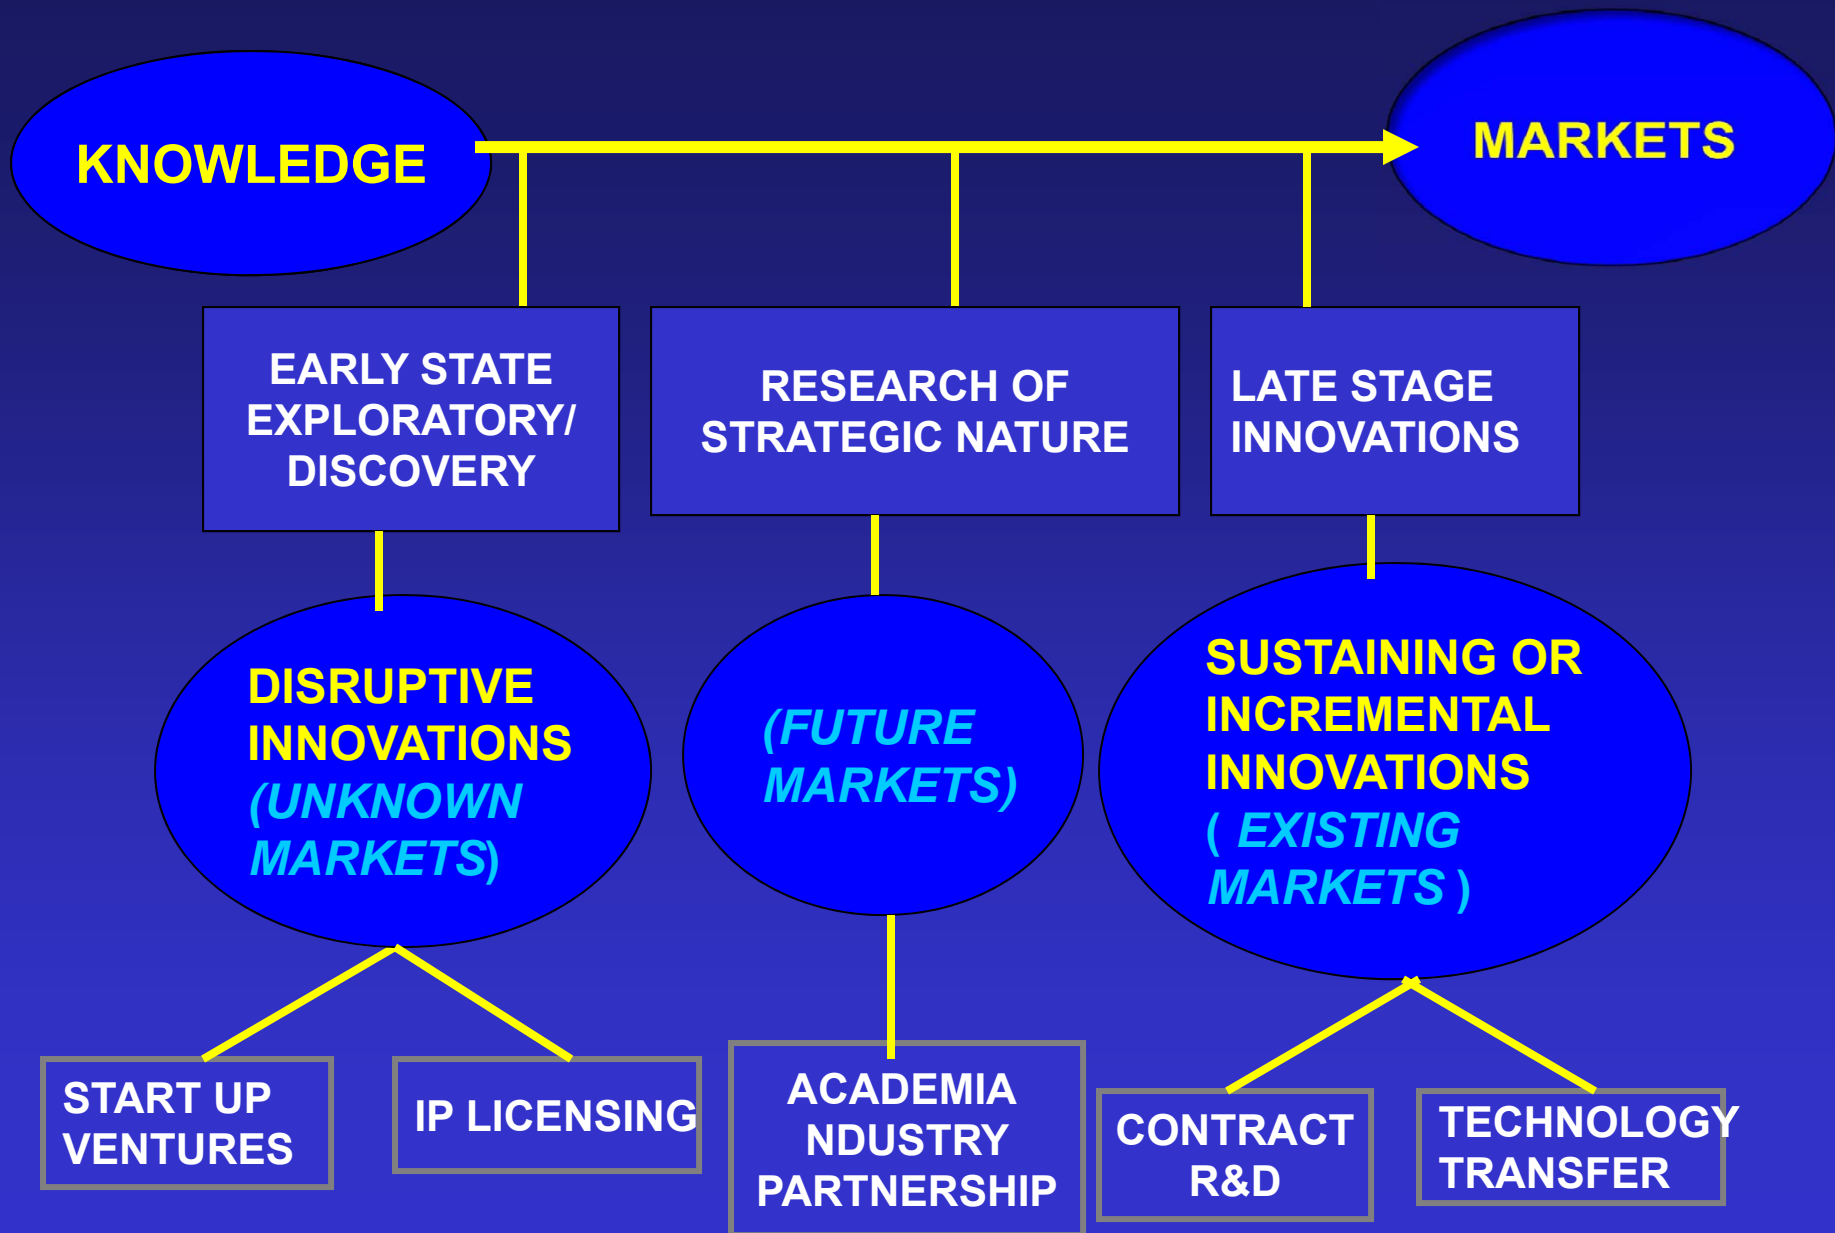 KNOWLEDGE
MARKETS
EARLY STATE
EXPLORATORY/
DISCOVERY
RESEARCH OF
STRATEGIC NATURE
LATE STAGE
INNOVATIONS
DISRUPTIVE
INNOVATIONS
(UNKNOWN
MARKETS)
(FUTURE
MARKETS)
SUSTAINING OR
INCREMENTAL
INNOVATIONS
( EXISTING
MARKETS )
START UP
VENTURES
IP LICENSING
ACADEMIA
NDUSTRY
PARTNERSHIP
CONTRACT
R&D
TECHNOLOGY
TRANSFER